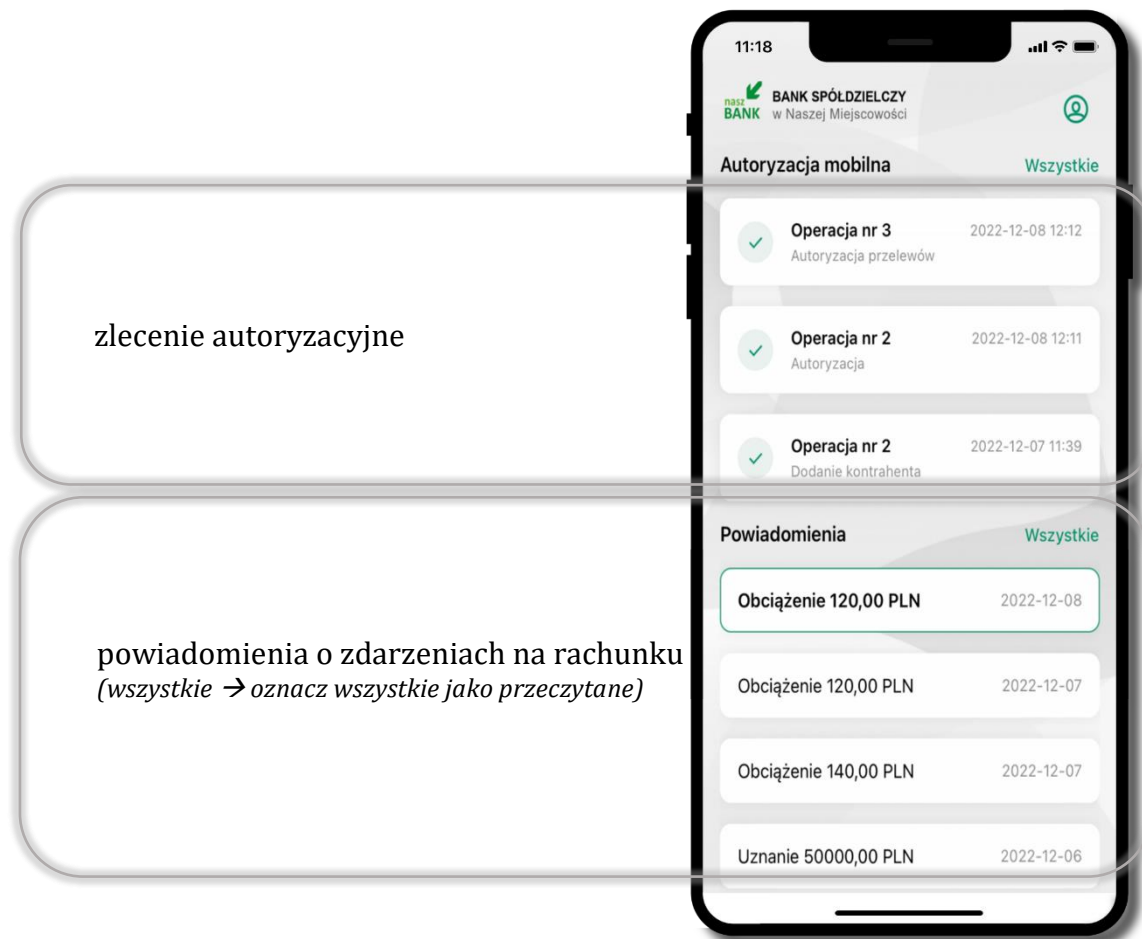 11:18
nasz
BANK
BANK SPÓŁDZIELCZY
w Naszej Miejscowości
Autoryzacja mobilna Wszystkie
zlecenie autoryzacyjne
Operacja nr 3 2022-12-08 12:12
Autoryzacja przelewów
Operacja nr 2 2022-12-08 12:11
Autoryzacja
Operacja nr 2 2022-12-07 11:39
Dodanie kontrahenta
powiadomienia o zdarzeniach na rachunku
(wszystkie → oznacz wszystkie jako przeczytane)
Powiadomienia Wszystkie
Obciążenie 120,00 PLN 2022-12-08
Obciążenie 120,00 PLN 2022-12-07
Obciążenie 140,00 PLN 2022-12-07
Uznanie 50000,00 PLN 2022-12-06